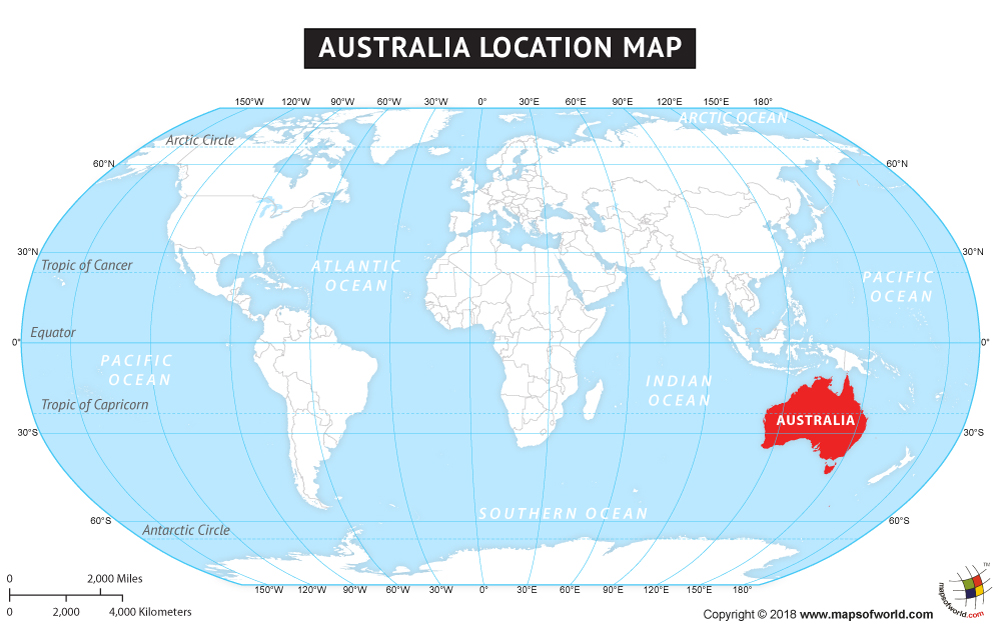 AUSTRALIA LOCATION MAP
150°W 120°W 90°W 60°W 30°W 0° 30°E 60°E 90°E 120°E 150°E 180°
ARCTIC OCEAN
Arctic Circle
60°N 60°N
30°N 30°N
Tropic of Cancer
ATLANTIC
OCEAN
PACIFIC
OCEAN
Equator
0° 0°
PACIFIC
OCEAN
INDIAN
OCEAN
Tropic of Capricorn
AUSTRALIA
30°S 30°S
SOUTHERN OCEAN
60°S 60°S
Antarctic Circle
150°W 120°W 90°W 60°W 30°W 0° 30°E 60°E 90°E 120°E 150°E 180°
0 2,000 Miles
0 2,000 4,000 Kilometers
Copyright © 2018 www.mapsofworld.com
mapsofworld.com
TM